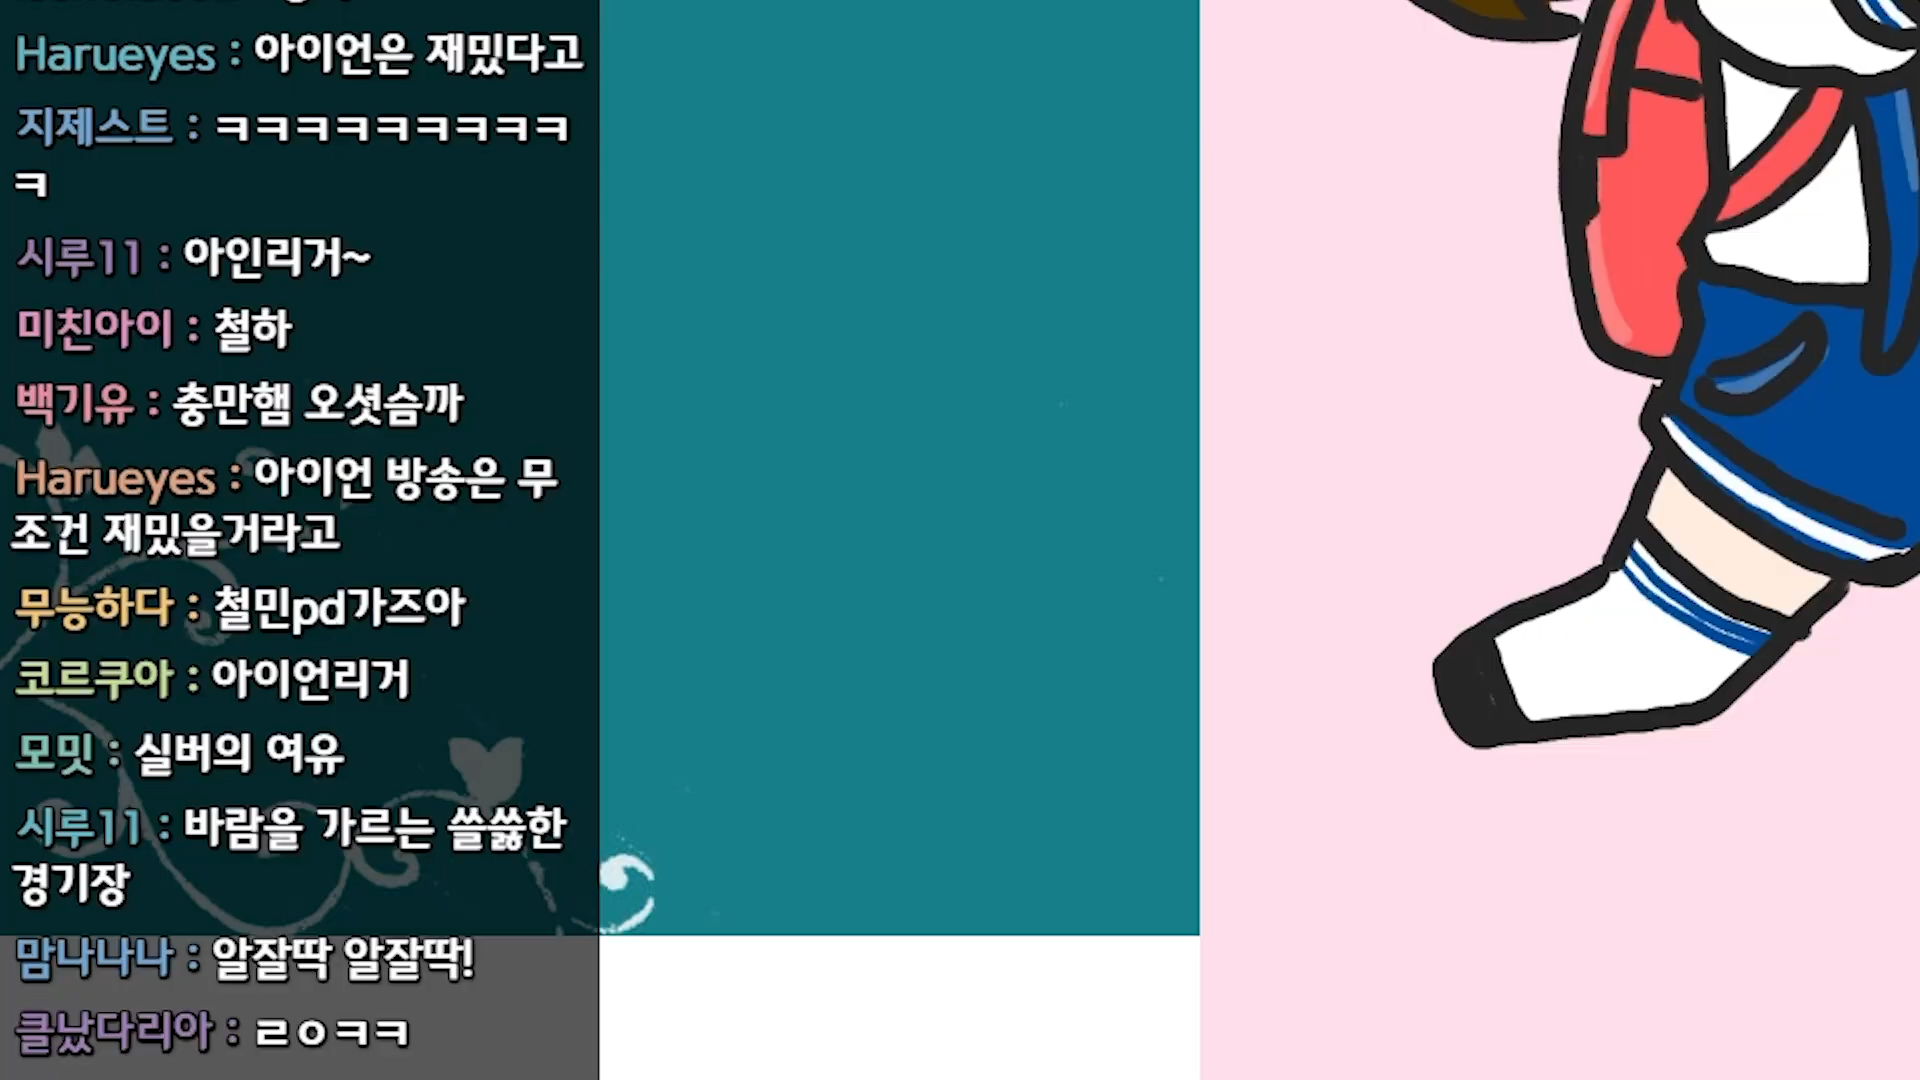 Harueyes : 아이언은 재밌다고
지제스트 : ㅋㅋㅋㅋㅋㅋㅋㅋㅋ
ㅋ
시루11 : 아인리거~
미친아이 : 철하
백기유 : 충만햄 오셧슴까
Harueyes : 아이언 방송은 무
조건 재밌을거라고
무능하다 : 철민pd가즈아
코르쿠아 : 아이언리거
모밋 : 실버의 여유
시루11 : 바람을 가르는 쓸쓿한
경기장
맘나나나 : 알잘딱 알잘딱!
클났다리아 : ㄹㅇㅋㅋ